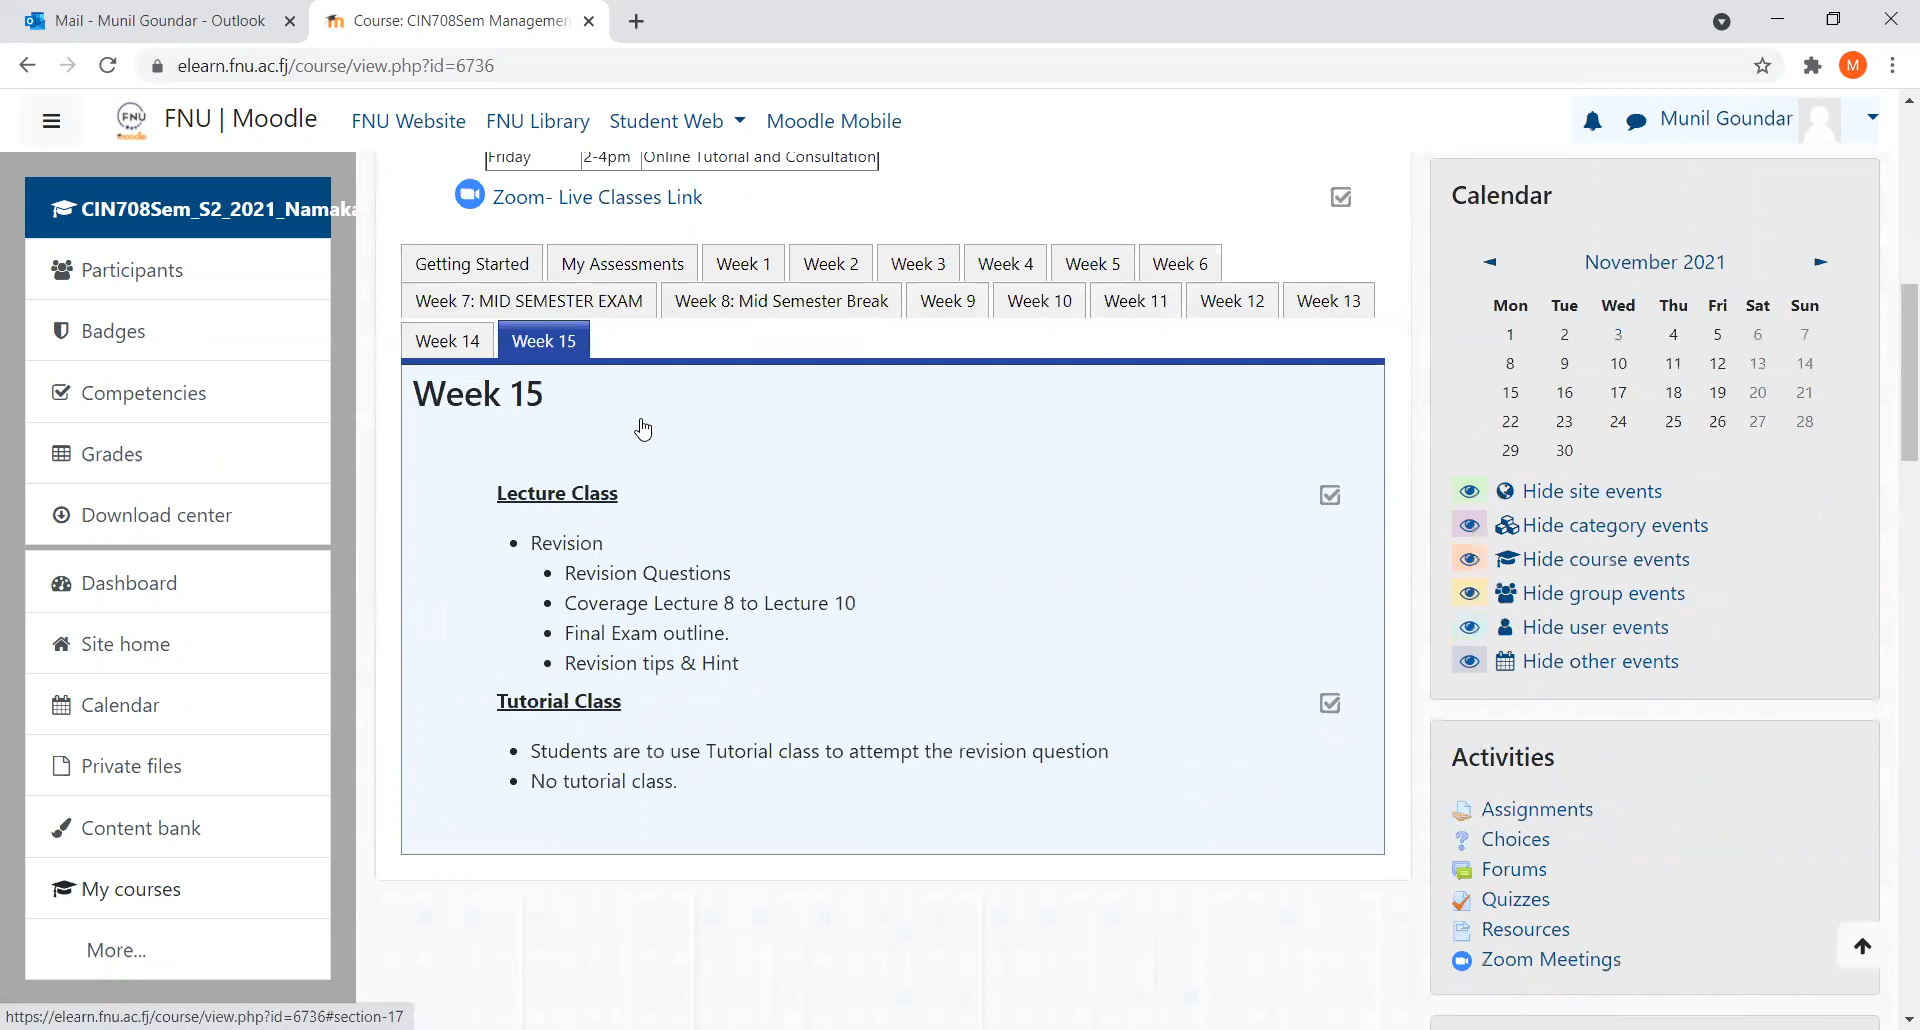 Mail - Munil Goundar - Outlook
Course: CIN708Sem Managemen
elearn.fnu.ac.fj/course/view.php?id=6736
M
FNU
moodle
FNU | Moodle
FNU Website
FNU Library
Student Web
Moodle Mobile
Munil Goundar
CIN708Sem_S2_2021_Namaka
Participants
Badges
Competencies
Grades
Download center
Dashboard
Site home
Calendar
Private files
Content bank
My courses
More...
Friday 2-4pm Online Tutorial and Consultation
Zoom- Live Classes Link
Getting Started My Assessments Week 1 Week 2 Week 3 Week 4 Week 5 Week 6
Week 7: MID SEMESTER EXAM Week 8: Mid Semester Break Week 9 Week 10 Week 11 Week 12 Week 13
Week 14 Week 15
Week 15
Lecture Class
• Revision
• Revision Questions
• Coverage Lecture 8 to Lecture 10
• Final Exam outline.
• Revision tips & Hint
Tutorial Class
• Students are to use Tutorial class to attempt the revision question
• No tutorial class.
Calendar
◄ November 2021 ►
Mon Tue Wed Thu Fri Sat Sun
1 2 3 4 5 6 7
8 9 10 11 12 13 14
15 16 17 18 19 20 21
22 23 24 25 26 27 28
29 30
Hide site events
Hide category events
Hide course events
Hide group events
Hide user events
Hide other events
Activities
Assignments
Choices
Forums
Quizzes
Resources
Zoom Meetings
https://elearn.fnu.ac.fj/course/view.php?id=6736#section-17